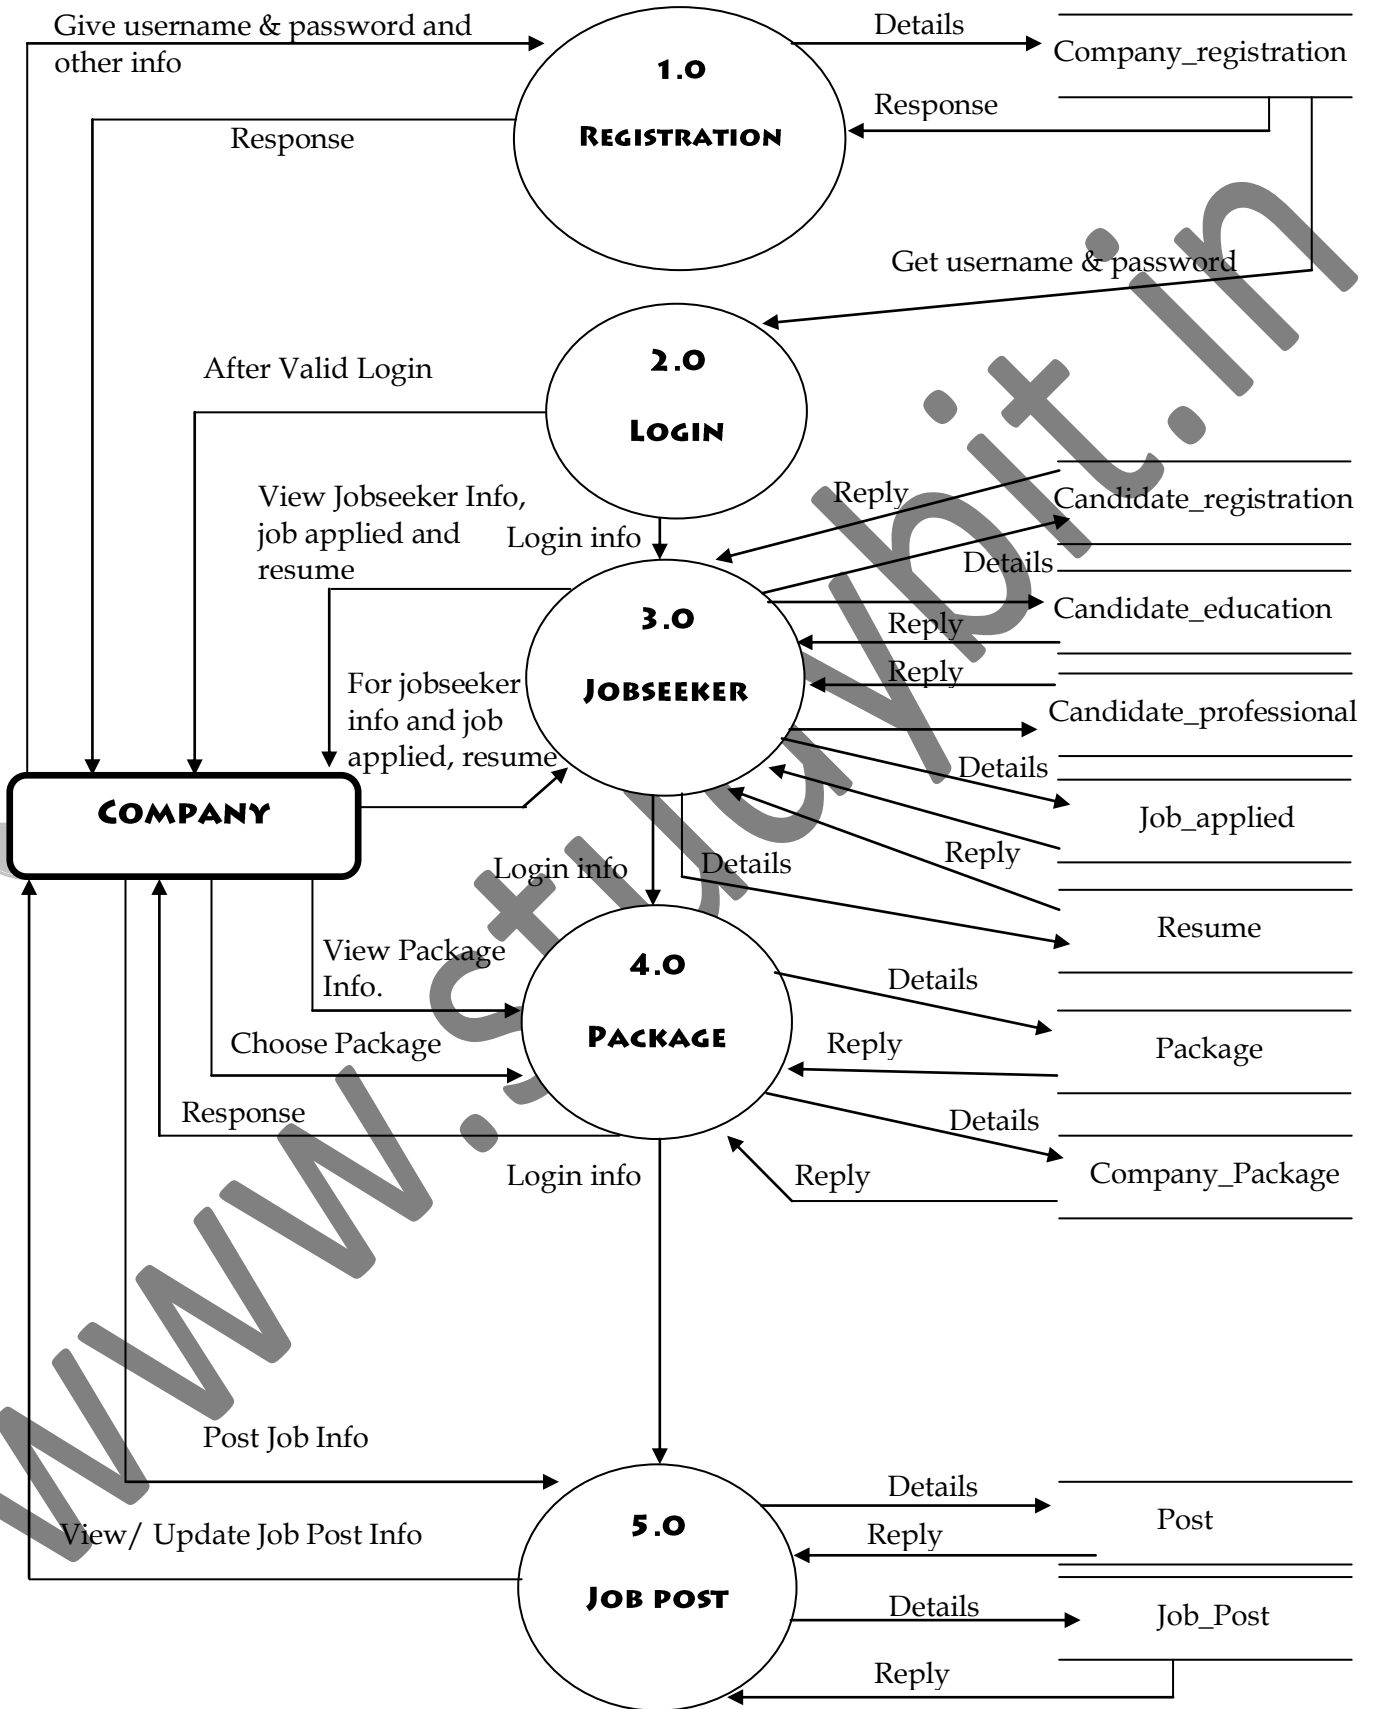 Give username & password and
other info
Details
Company_registration
1.0
Registration
Response
Response
Get username & password
2.0
Login
After Valid Login
View Jobseeker Info,
job applied and
resume
Login info
Reply
Candidate_registration
Details
3.0
Jobseeker
Candidate_education
Reply
Reply
For jobseeker
info and job
applied, resume
Candidate_professional
Details
Company
Job_applied
Reply
Login info
Details
Resume
View Package
Info.
4.0
Package
Details
Choose Package
Reply
Package
Response
Details
Login info
Reply
Company_Package
Post Job Info
Details
Post
5.0
Job post
View/ Update Job Post Info
Reply
Details
Job_Post
Reply
www.studybit.in